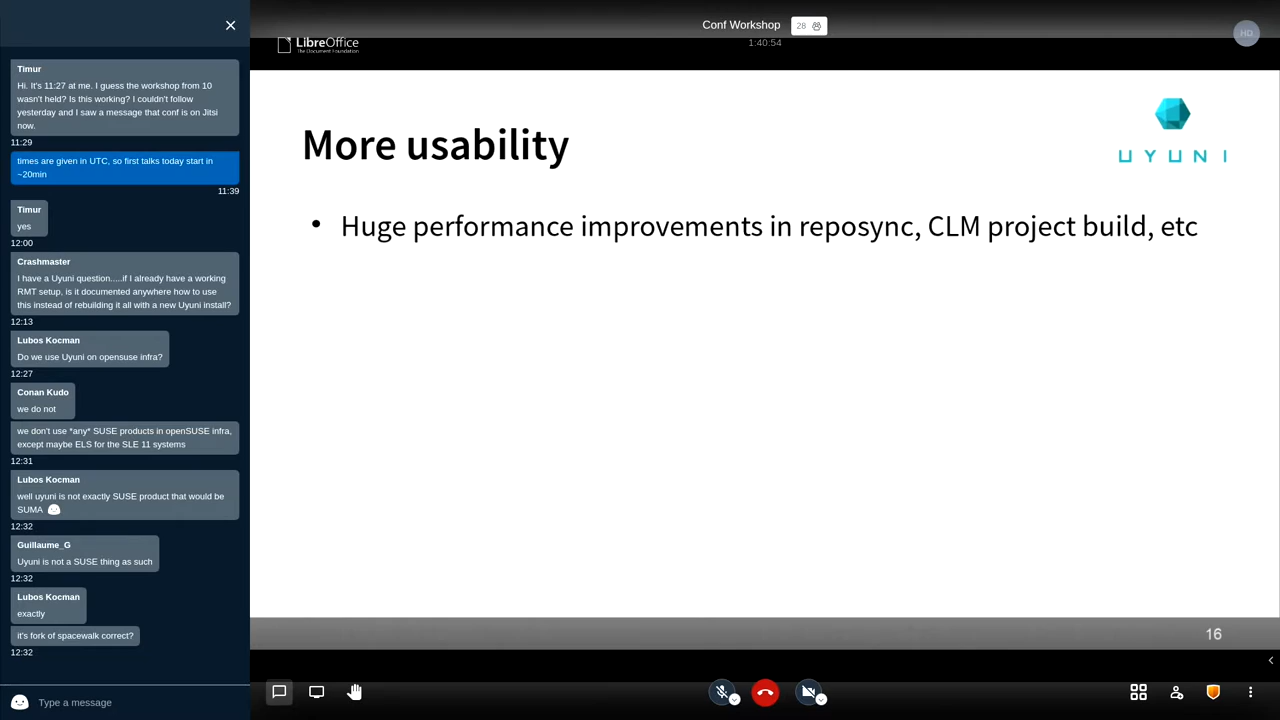 Timur
Hi. It's 11:27 at me. I guess the workshop from 10
wasn't held? Is this working? I couldn't follow
yesterday and I saw a message that conf is on Jitsi
now.
11:29
times are given in UTC, so first talks today start in
~20min
11:39
Timur
yes
12:00
Crashmaster
I have a Uyuni question.....if I already have a working
RMT setup, is it documented anywhere how to use
this instead of rebuilding it all with a new Uyuni install?
12:13
Lubos Kocman
Do we use Uyuni on opensuse infra?
12:27
Conan Kudo
we do not
we don't use *any* SUSE products in openSUSE infra,
except maybe ELS for the SLE 11 systems
12:31
Lubos Kocman
well uyuni is not exactly SUSE product that would be
SUMA
12:32
Guillaume_G
Uyuni is not a SUSE thing as such
12:32
Lubos Kocman
exactly
it's fork of spacewalk correct?
12:32
Type a message
Conf Workshop 28
1:40:54
HD
LibreOffice
The Document Foundation
UYUNI
More usability
• Huge performance improvements in reposync, CLM project build, etc
16